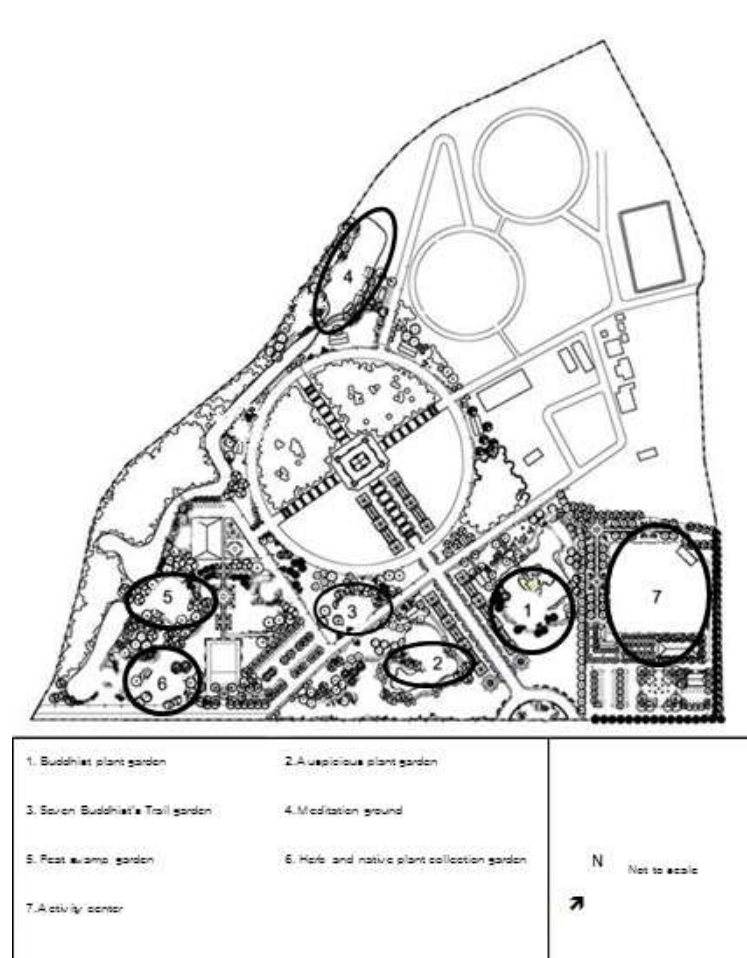 4
5
3
1
7
2
6
1. Buddhist plant garden
2.Auspicious plant garden
3. Seven Buddhist's Trail garden
4.Meditation ground
5. Peat swamp garden
6. Herb and native plant collection garden
7.Activity center
N
Not to scale